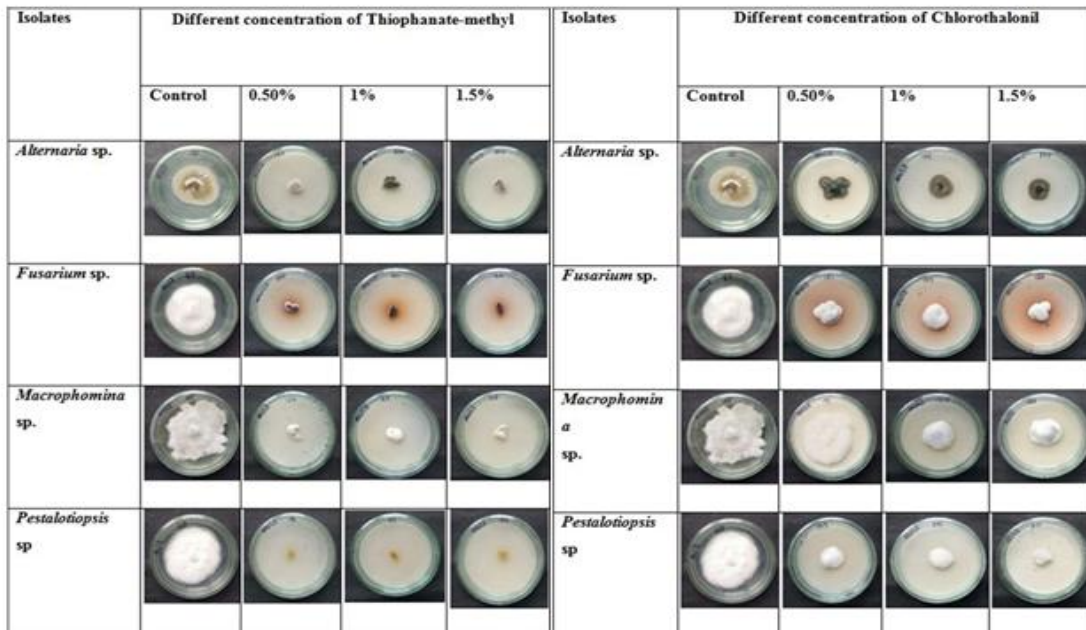 Isolates Different concentration of Thiophanate-methyl
Control 0.50% 1% 1.5%
Alternaria sp.
Fusarium sp.
Macrophomina
sp.
Pestalotiopsis
sp
Isolates Different concentration of Chlorothalonil
Control 0.50% 1% 1.5%
Alternaria sp.
Fusarium sp.
Macrophomin
a
sp.
Pestalotiopsis
sp